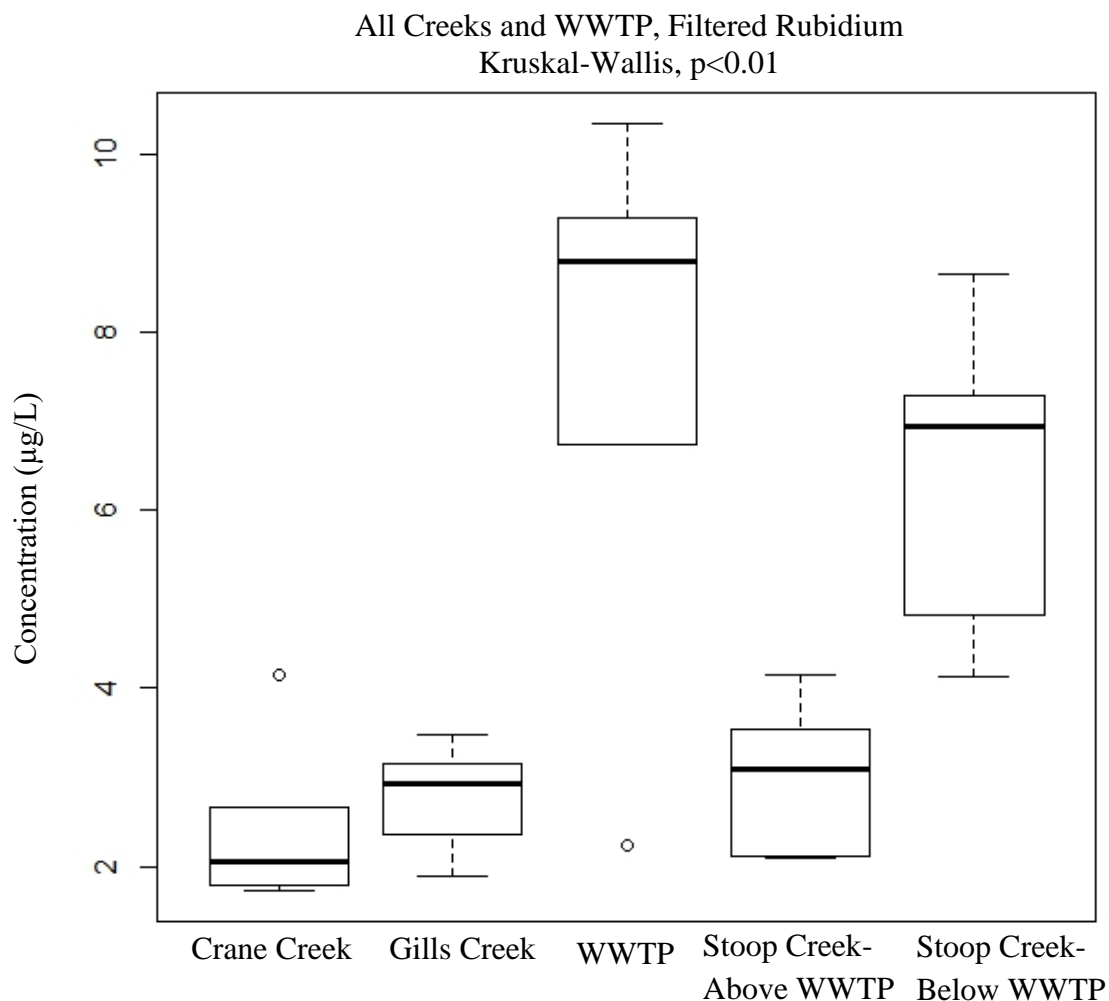 All Creeks and WWTP, Filtered Rubidium
Kruskal-Wallis, p<0.01
Concentration (µg/L)
10
8
6
4
2
Crane Creek
Gills Creek
WWTP
Stoop Creek-
Above WWTP
Stoop Creek-
Below WWTP